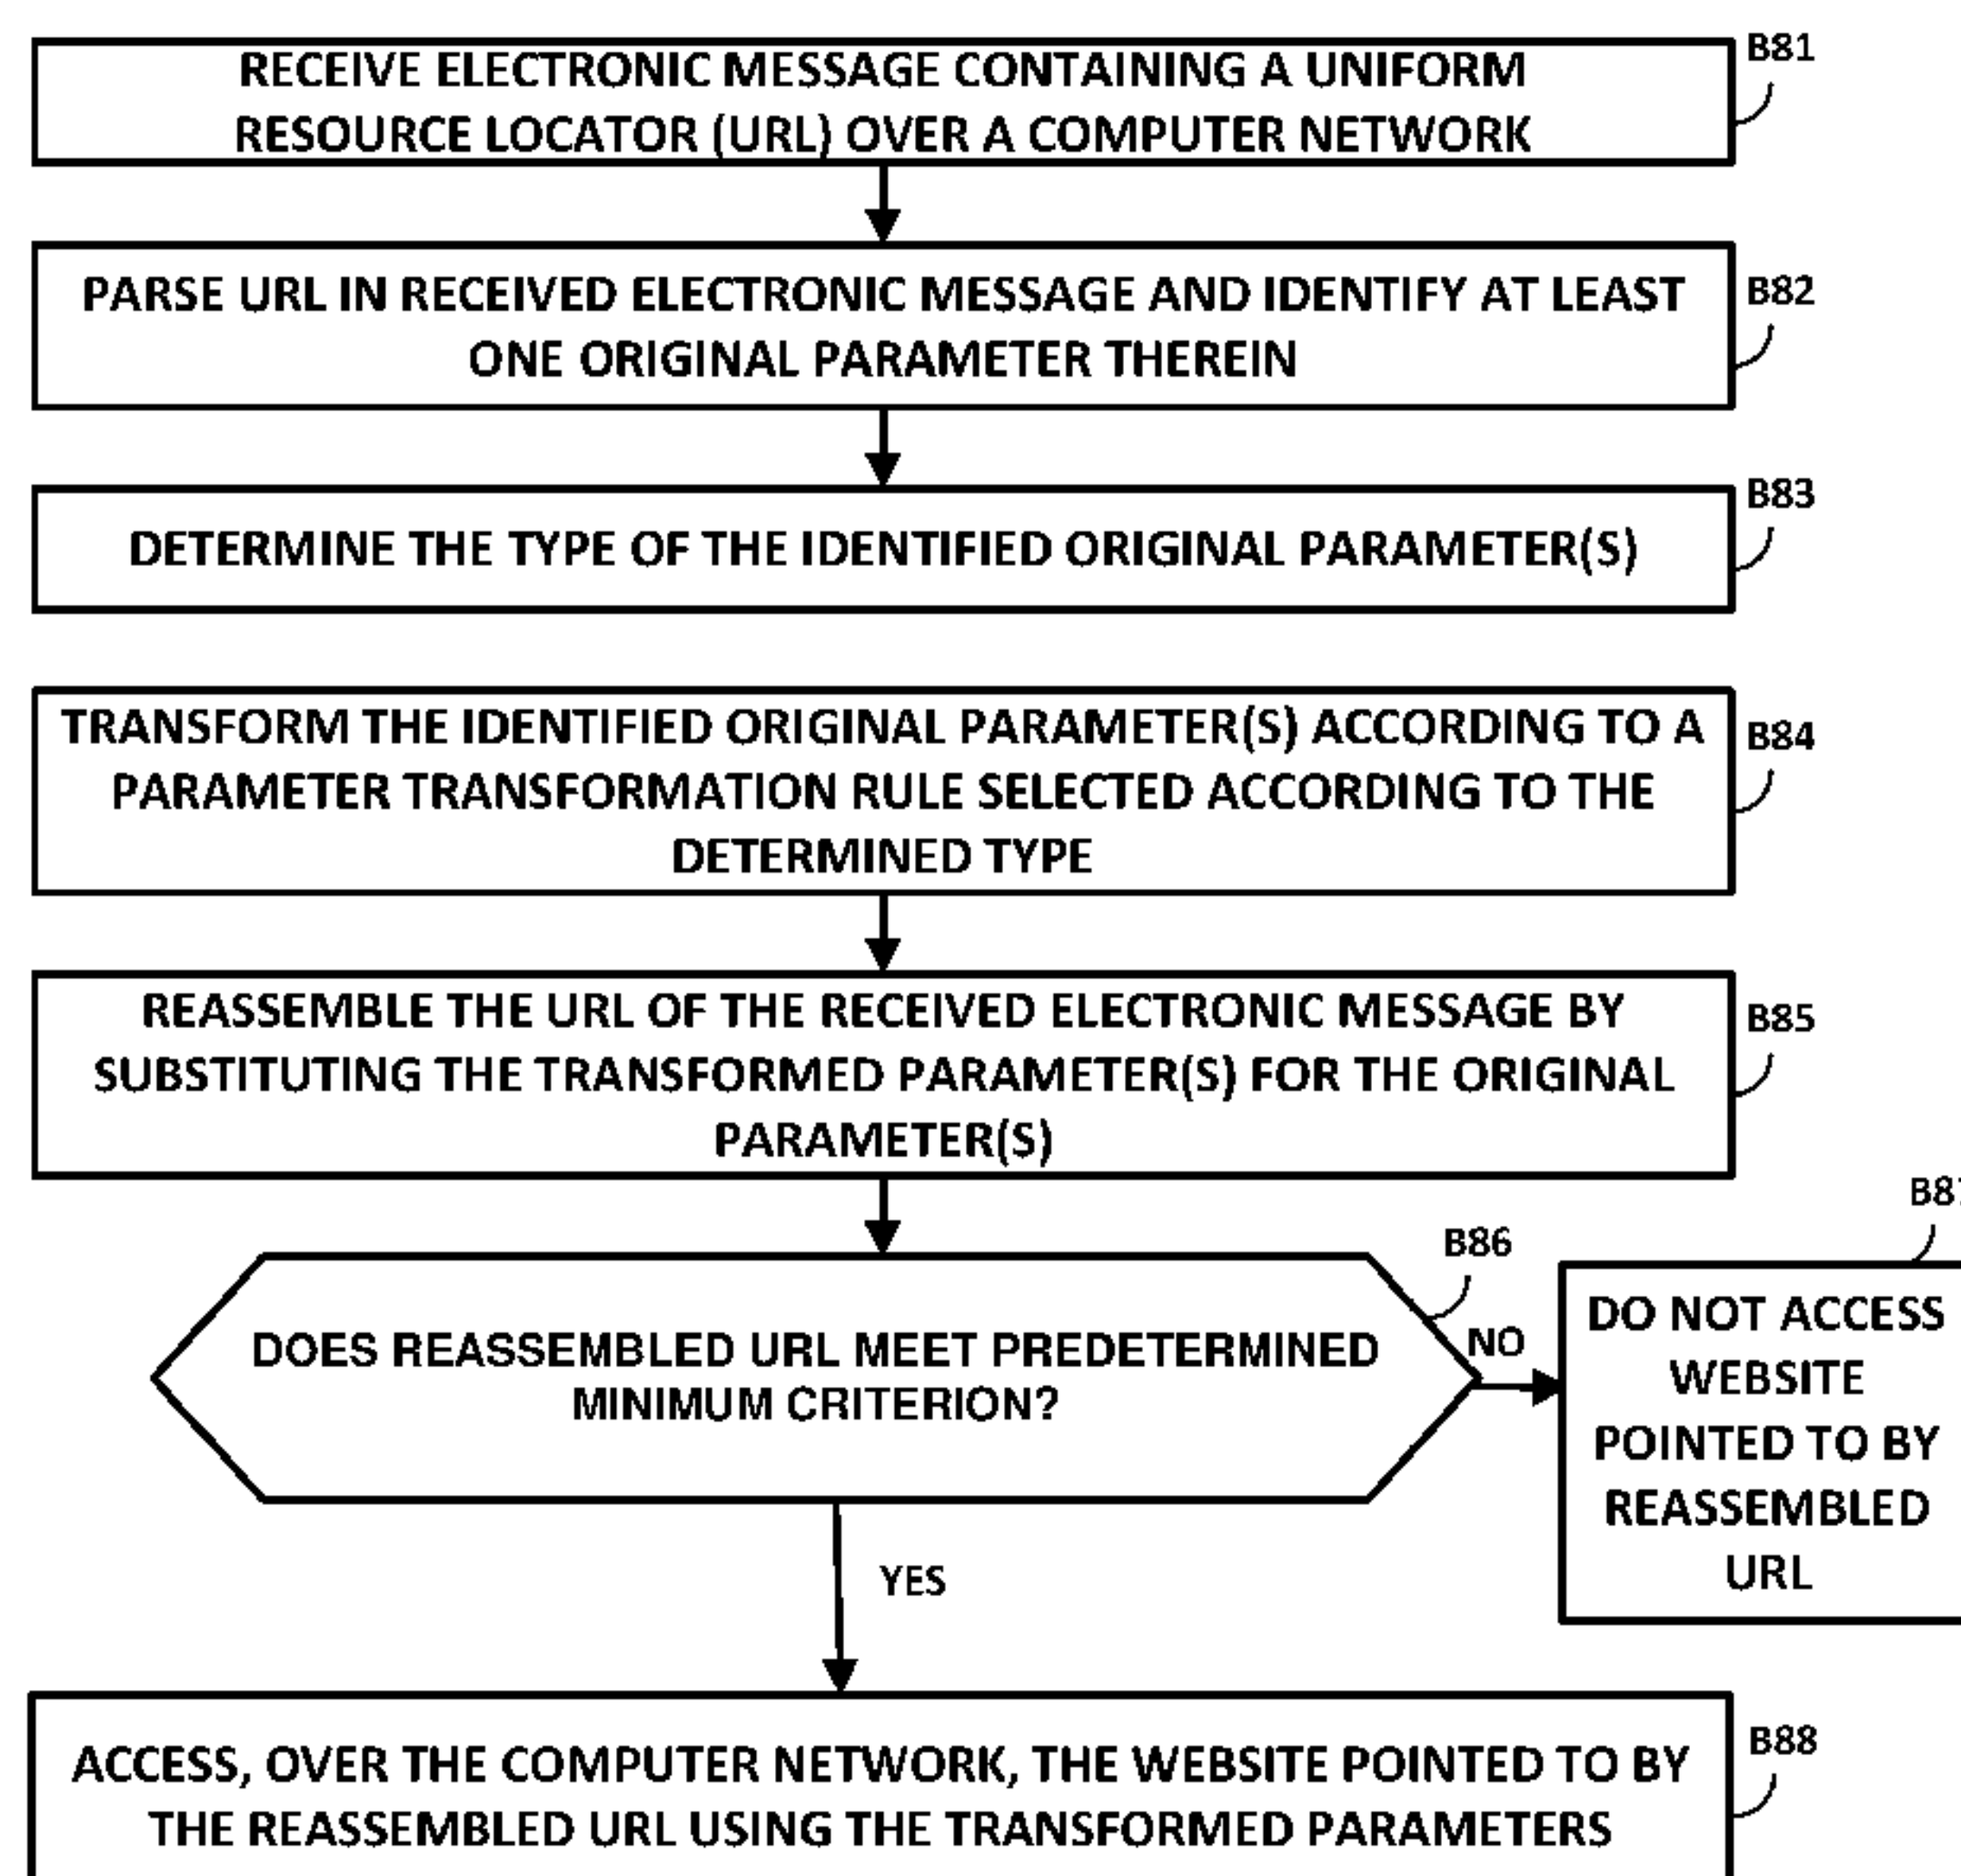 B81
RECEIVE ELECTRONIC MESSAGE CONTAINING A UNIFORM
RESOURCE LOCATOR (URL) OVER A COMPUTER NETWORK
B82
PARSE URL IN RECEIVED ELECTRONIC MESSAGE AND IDENTIFY AT LEAST
ONE ORIGINAL PARAMETER THEREIN
B83
DETERMINE THE TYPE OF THE IDENTIFIED ORIGINAL PARAMETER(S)
B84
TRANSFORM THE IDENTIFIED ORIGINAL PARAMETER(S) ACCORDING TO A
PARAMETER TRANSFORMATION RULE SELECTED ACCORDING TO THE
DETERMINED TYPE
B85
REASSEMBLE THE URL OF THE RECEIVED ELECTRONIC MESSAGE BY
SUBSTITUTING THE TRANSFORMED PARAMETER(S) FOR THE ORIGINAL
PARAMETER(S)
B86
DOES REASSEMBLED URL MEET PREDETERMINED
MINIMUM CRITERION?
NO
B87
DO NOT ACCESS
WEBSITE
POINTED TO BY
REASSEMBLED
URL
YES
B88
ACCESS, OVER THE COMPUTER NETWORK, THE WEBSITE POINTED TO BY
THE REASSEMBLED URL USING THE TRANSFORMED PARAMETERS